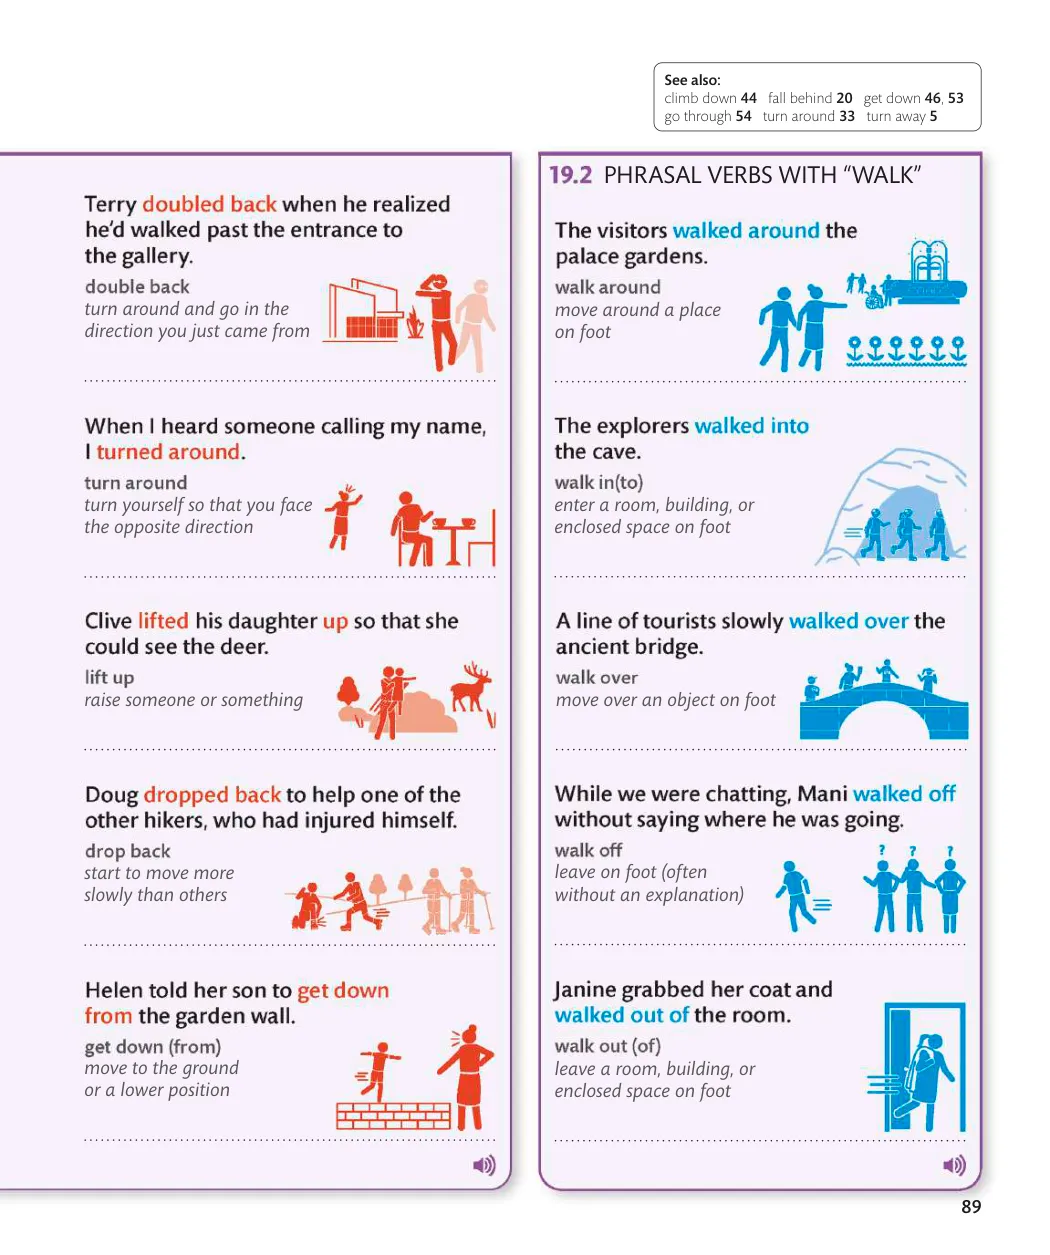 See also:
climb down 44 fall behind 20 get down 46, 53
go through 54 turn around 33 turn away 5
Terry doubled back when he realized
he'd walked past the entrance to
the gallery.
double back
turn around and go in the
direction you just came from
When I heard someone calling my name,
I turned around.
turn around
turn yourself so that you face
the opposite direction
Clive lifted his daughter up so that she
could see the deer.
lift up
raise someone or something
Doug dropped back to help one of the
other hikers, who had injured himself.
drop back
start to move more
slowly than others
Helen told her son to get down
from the garden wall.
get down (from)
move to the ground
or a lower position
19.2 PHRASAL VERBS WITH “WALK”
The visitors walked around the
palace gardens.
walk around
move around a place
on foot
The explorers walked into
the cave.
walk in(to)
enter a room, building, or
enclosed space on foot
A line of tourists slowly walked over the
ancient bridge.
walk over
move over an object on foot
While we were chatting, Mani walked off
without saying where he was going.
walk off
leave on foot (often
without an explanation)
? ? ?
Janine grabbed her coat and
walked out of the room.
walk out (of)
leave a room, building, or
enclosed space on foot
89